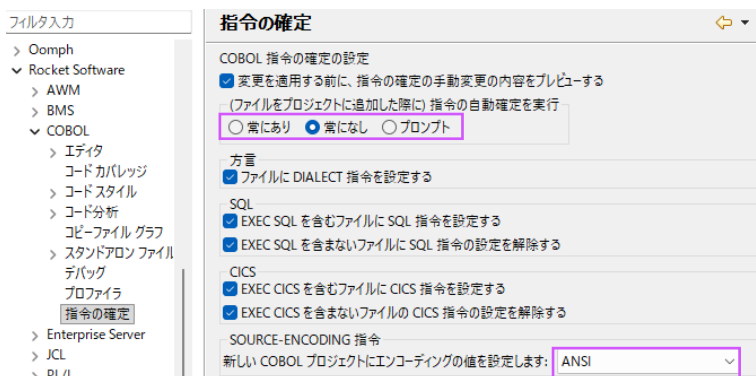 フィルタ入力
Oomph
Rocket Software
AWM
BMS
COBOL
エディタ
コード カバレッジ
コード スタイル
コード分析
コピーファイル グラフ
スタンドアロン ファイル
デバッグ
プロファイラ
指令の確定
Enterprise Server
JCL
PL/I
指令の確定
COBOL 指令の確定の設定
変更を適用する前に、指令の確定の手動変更の内容をプレビューする
(ファイルをプロジェクトに追加した際に) 指令の自動確定を実行
常にあり 常になし プロンプト
方言
ファイルに DIALECT 指令を設定する
SQL
EXEC SQL を含むファイルに SQL 指令を設定する
EXEC SQL を含まないファイルに SQL 指令の設定を解除する
CICS
EXEC CICS を含むファイルに CICS 指令を設定する
EXEC CICS を含まないファイルの CICS 指令の設定を解除する
SOURCE-ENCODING 指令
新しい COBOL プロジェクトにエンコーディングの値を設定します: ANSI